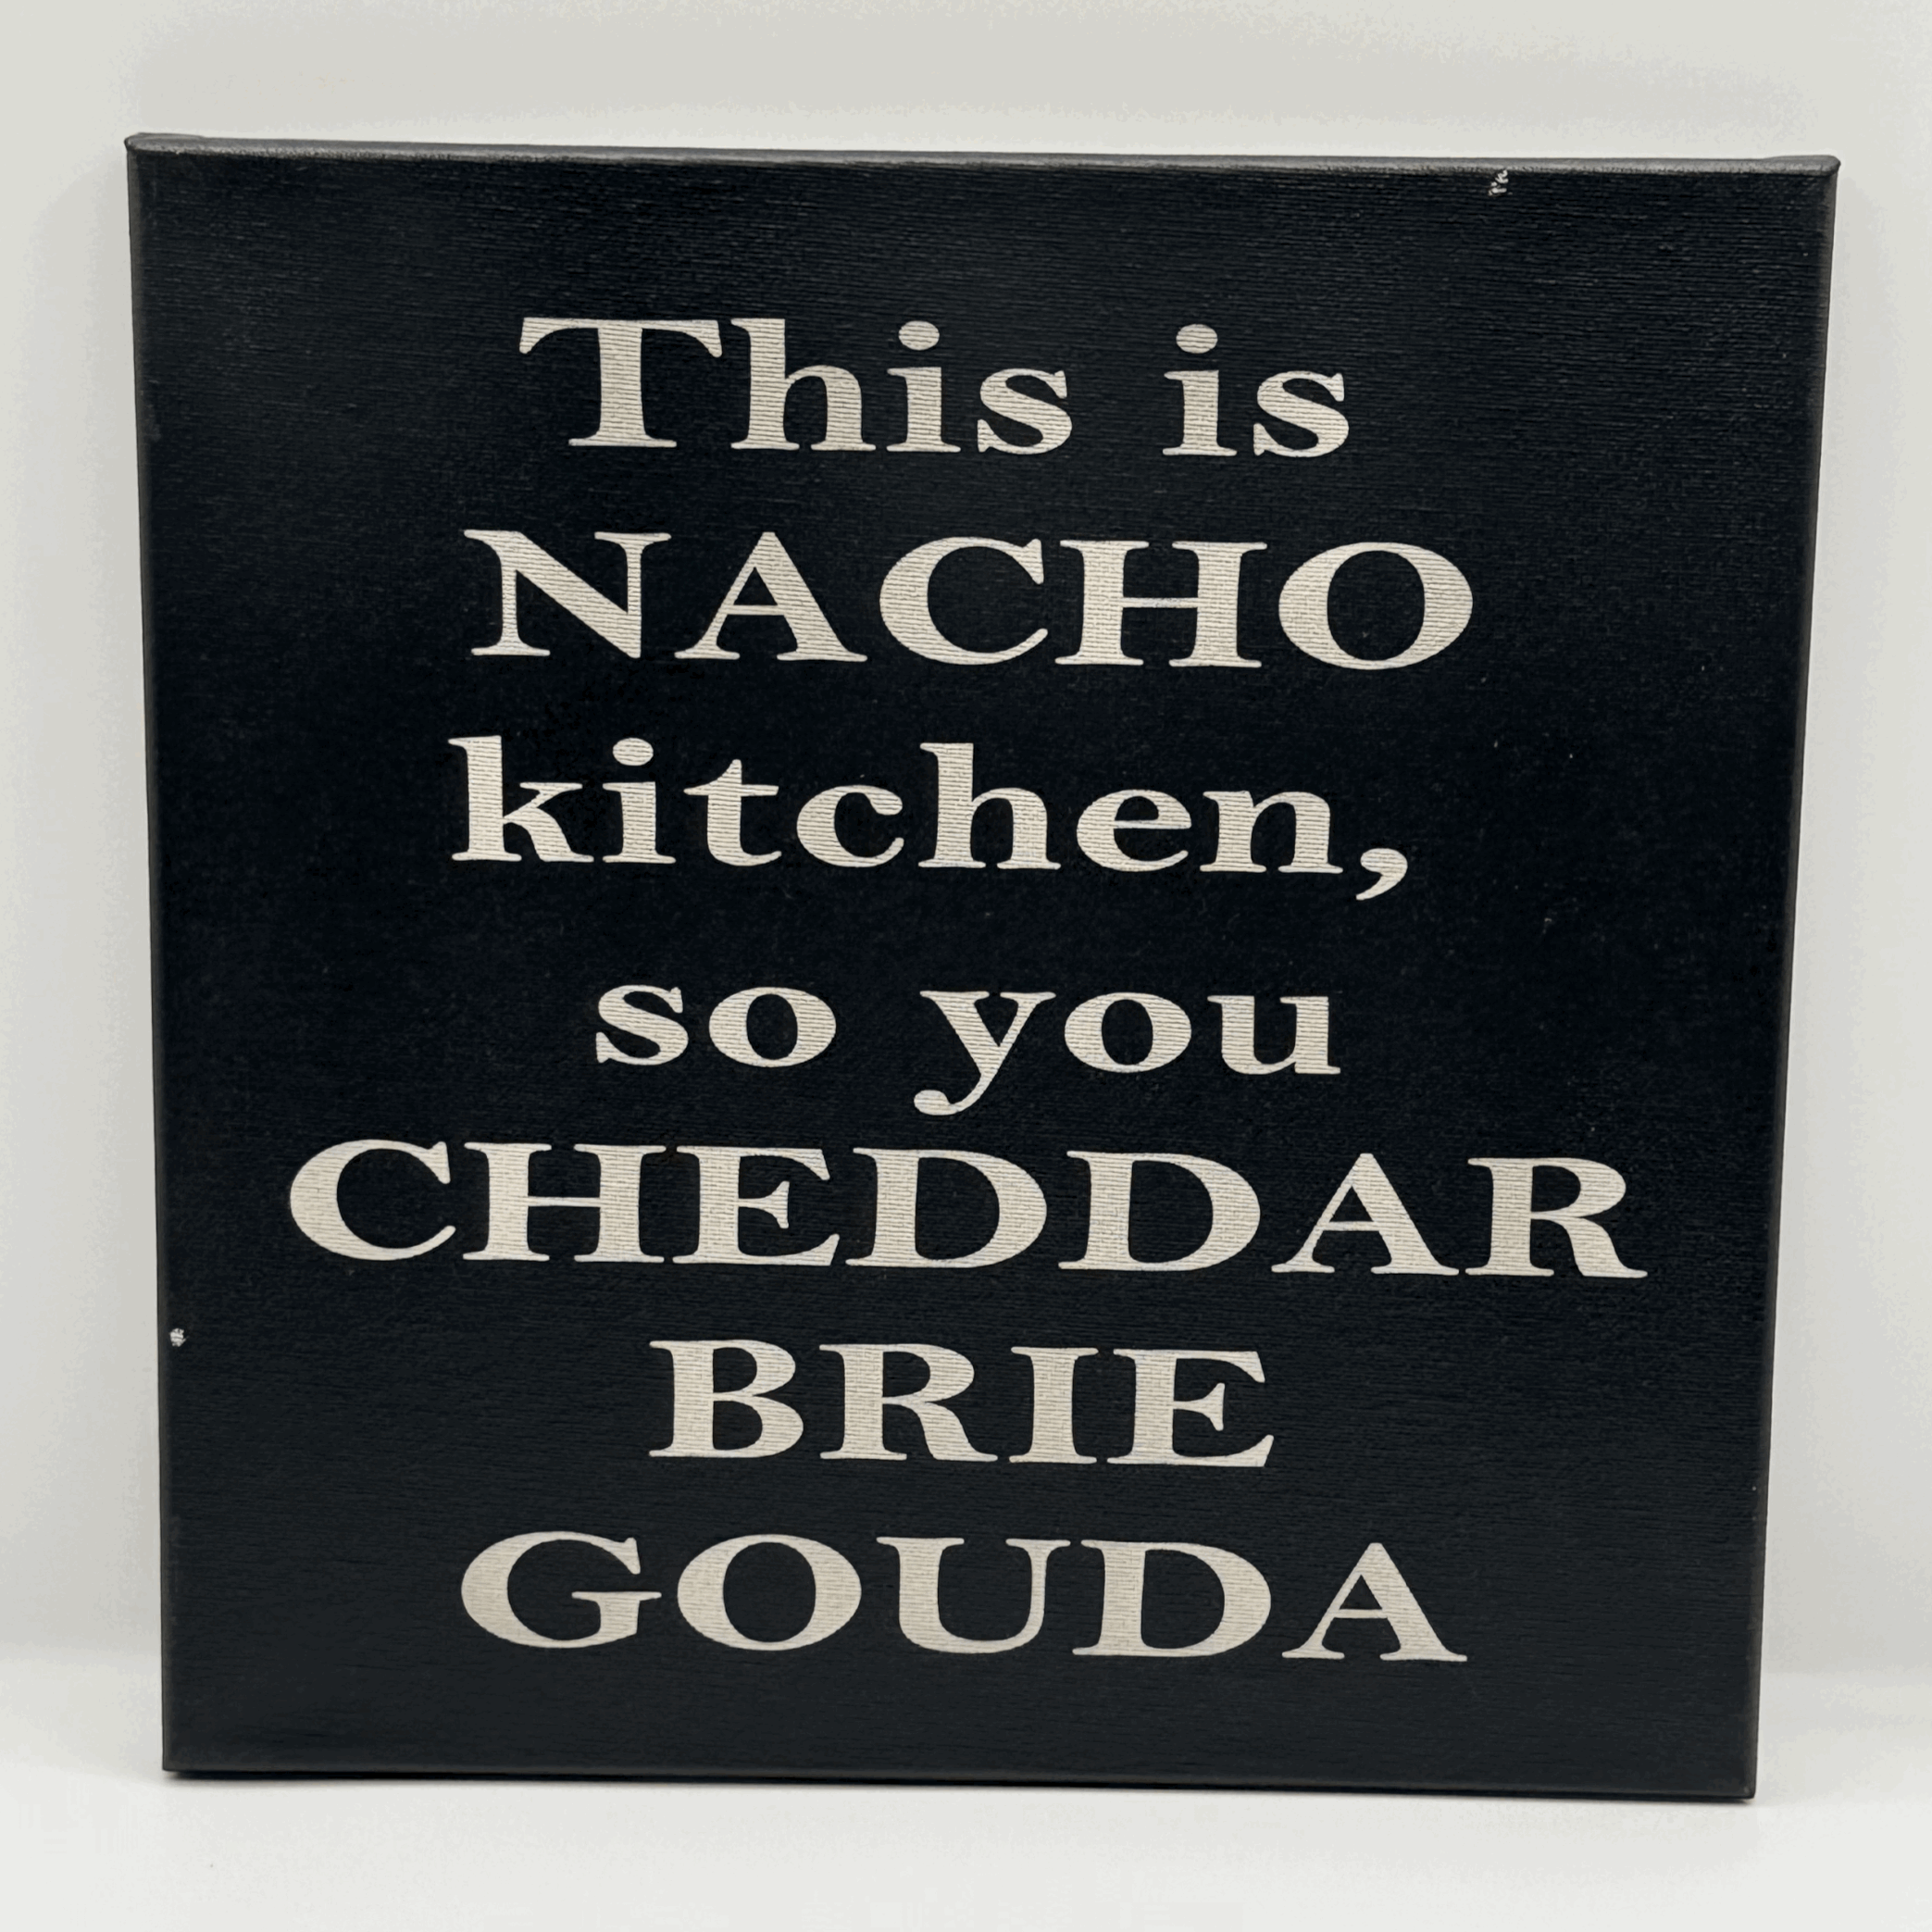 This is
NACHO
kitchen,
so you
CHEDDAR
BRIE
GOUDA